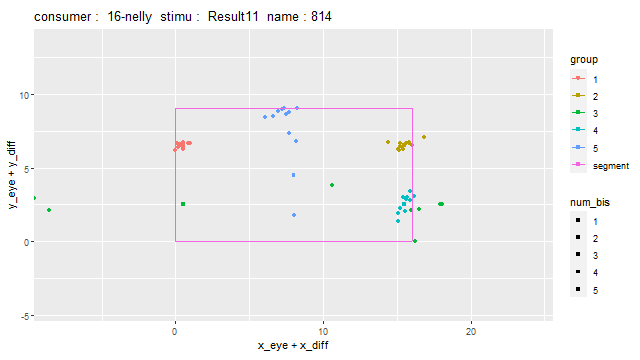 consumer :  16-nelly  stimu :  Result11  name : 814
y_eye + y_diff
10
5
0
-5
0
10
20
x_eye + x_diff
group
1
2
3
4
5
segment
num_bis
1
2
3
4
5